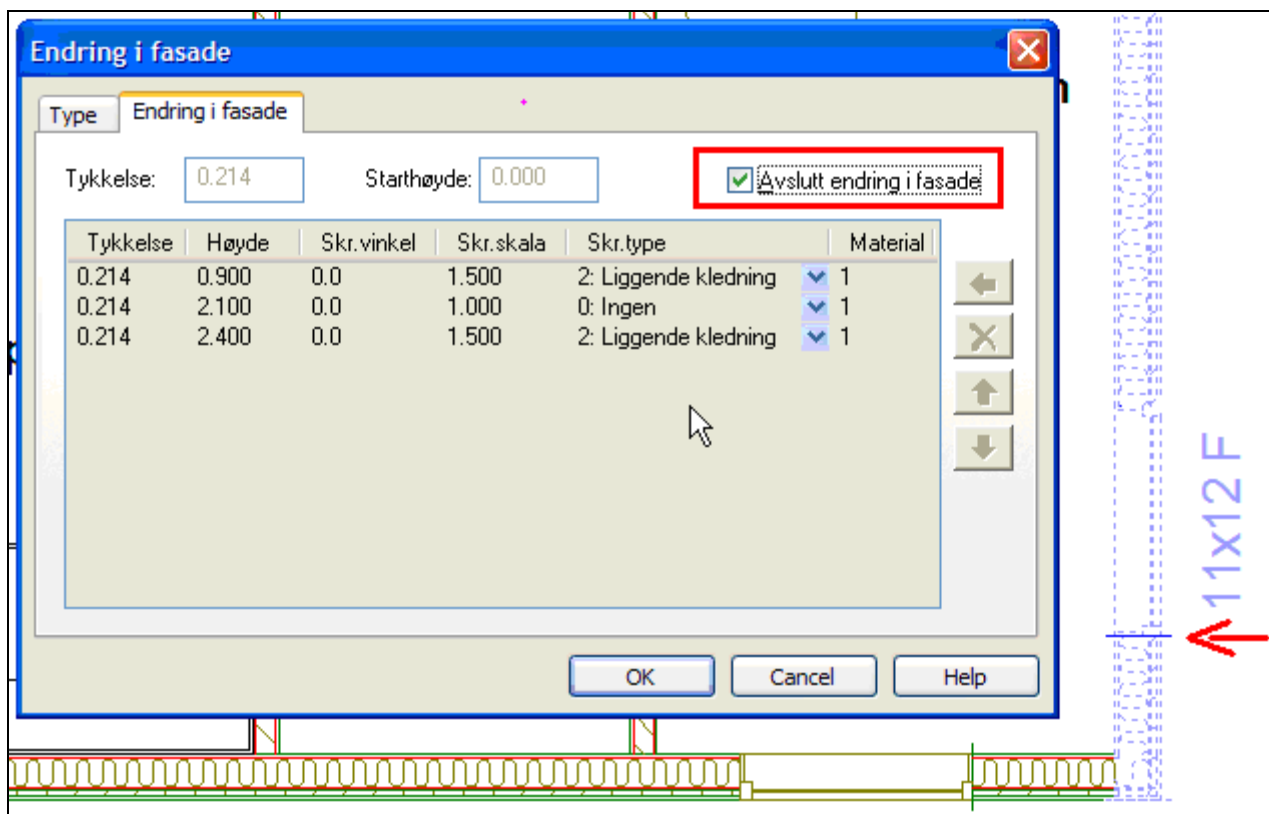 Endring i fasade
Type Endring i fasade
Tykkelse: 0.214 Starthøyde: 0.000 Avslutt endring i fasade
Tykkelse Høyde Skr.vinkel Skr.skala Skr.type Material
0.214 0.900 0.0 1.500 2: Liggende kledning 1
0.214 2.100 0.0 1.000 0: Ingen 1
0.214 2.400 0.0 1.500 2: Liggende kledning 1
OK Cancel Help
11x12 F